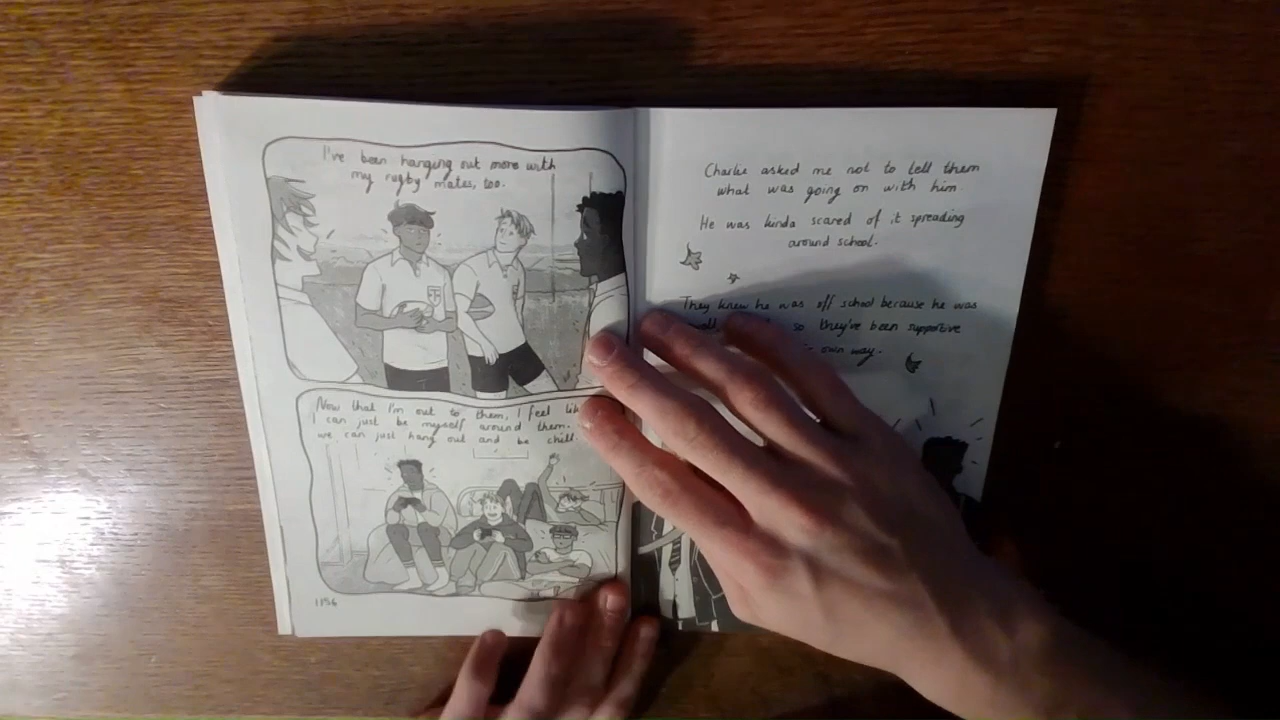 I've been hanging out more with
my rugby mates, too.
Now that I'm out to them, I feel
I can just be myself around them.
we can just hang out and be chill.
1156
Charlie asked me not to tell them
what was going on with him.
He was kinda scared of it spreading
around school.
They knew he was off school because he was
so they've been supportive
own way.